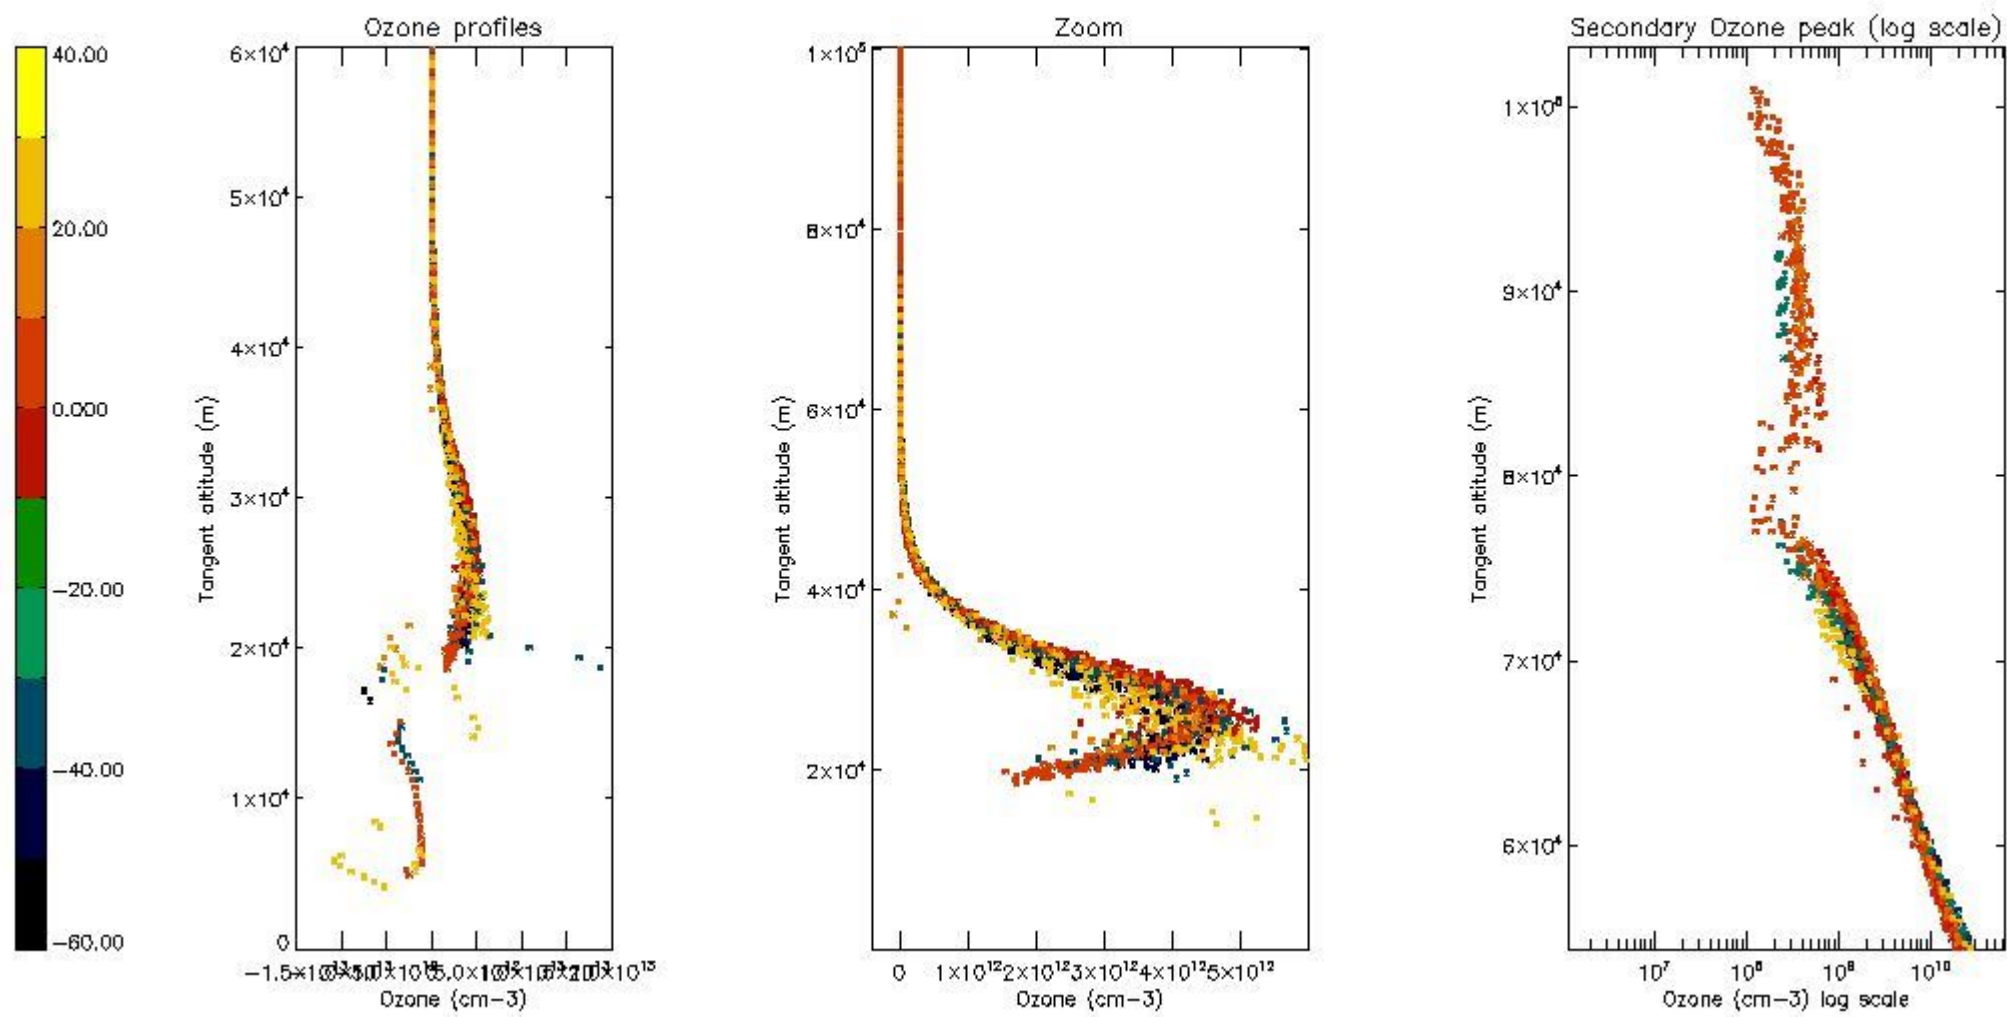 Ozone profiles
Zoom
Secondary Ozone peak (log scale)
40.00
20.00
0.000
−20.00
−40.00
−60.00
6×10⁴
5×10⁴
4×10⁴
3×10⁴
2×10⁴
1×10⁴
0
Tangent altitude (m)
Ozone (cm−3)
1×10⁵
8×10⁴
6×10⁴
4×10⁴
2×10⁴
Tangent altitude (m)
0 1×10¹² 2×10¹² 3×10¹² 4×10¹² 5×10¹²
Ozone (cm−3)
1×10⁵
9×10⁴
8×10⁴
7×10⁴
6×10⁴
Tangent altitude (m)
10⁷ 10⁸ 10⁹ 10¹⁰
Ozone (cm−3) log scale